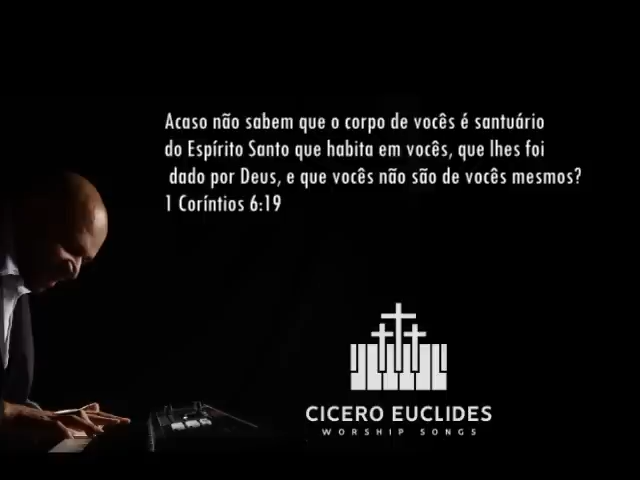 Acaso não sabem que o corpo de vocês é santuário
do Espírito Santo que habita em vocês, que lhes foi
dado por Deus, e que vocês não são de vocês mesmos?
1 Coríntios 6:19
CICERO EUCLIDES
WORSHIP SONGS